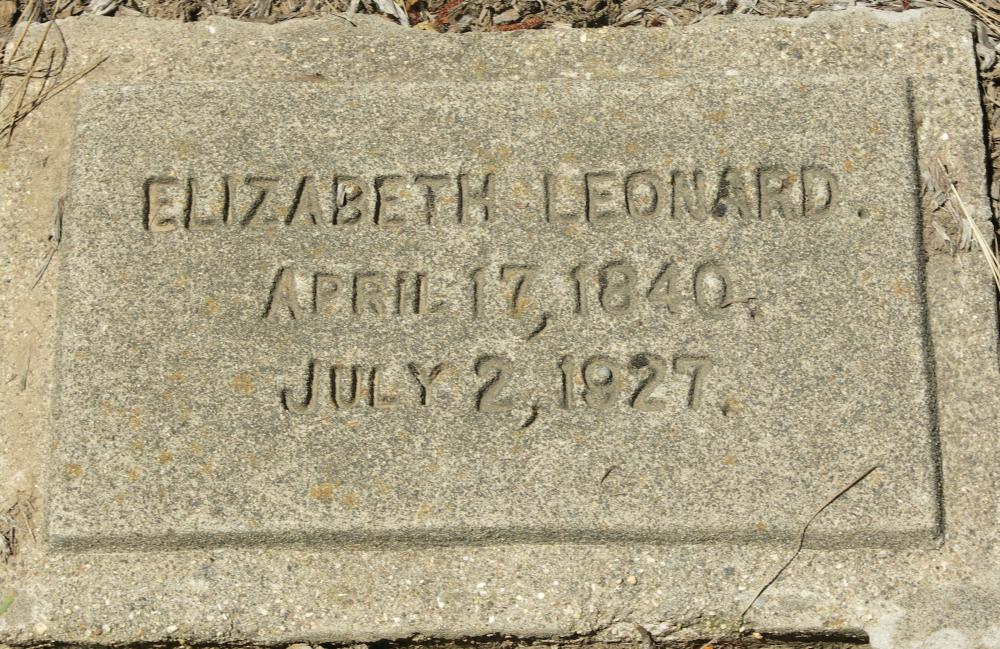 ELIZABETH LEONARD.
APRIL 17, 1840.
JULY 2, 1927.